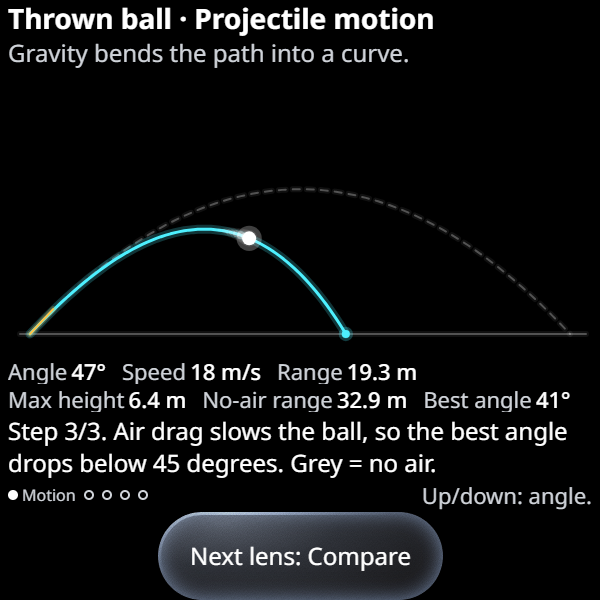 Thrown ball · Projectile motion
Gravity bends the path into a curve.
Angle 47° Speed 18 m/s Range 19.3 m
Max height 6.4 m No-air range 32.9 m Best angle 41°
Step 3/3. Air drag slows the ball, so the best angle
drops below 45 degrees. Grey = no air.
Motion
Up/down: angle.
Next lens: Compare